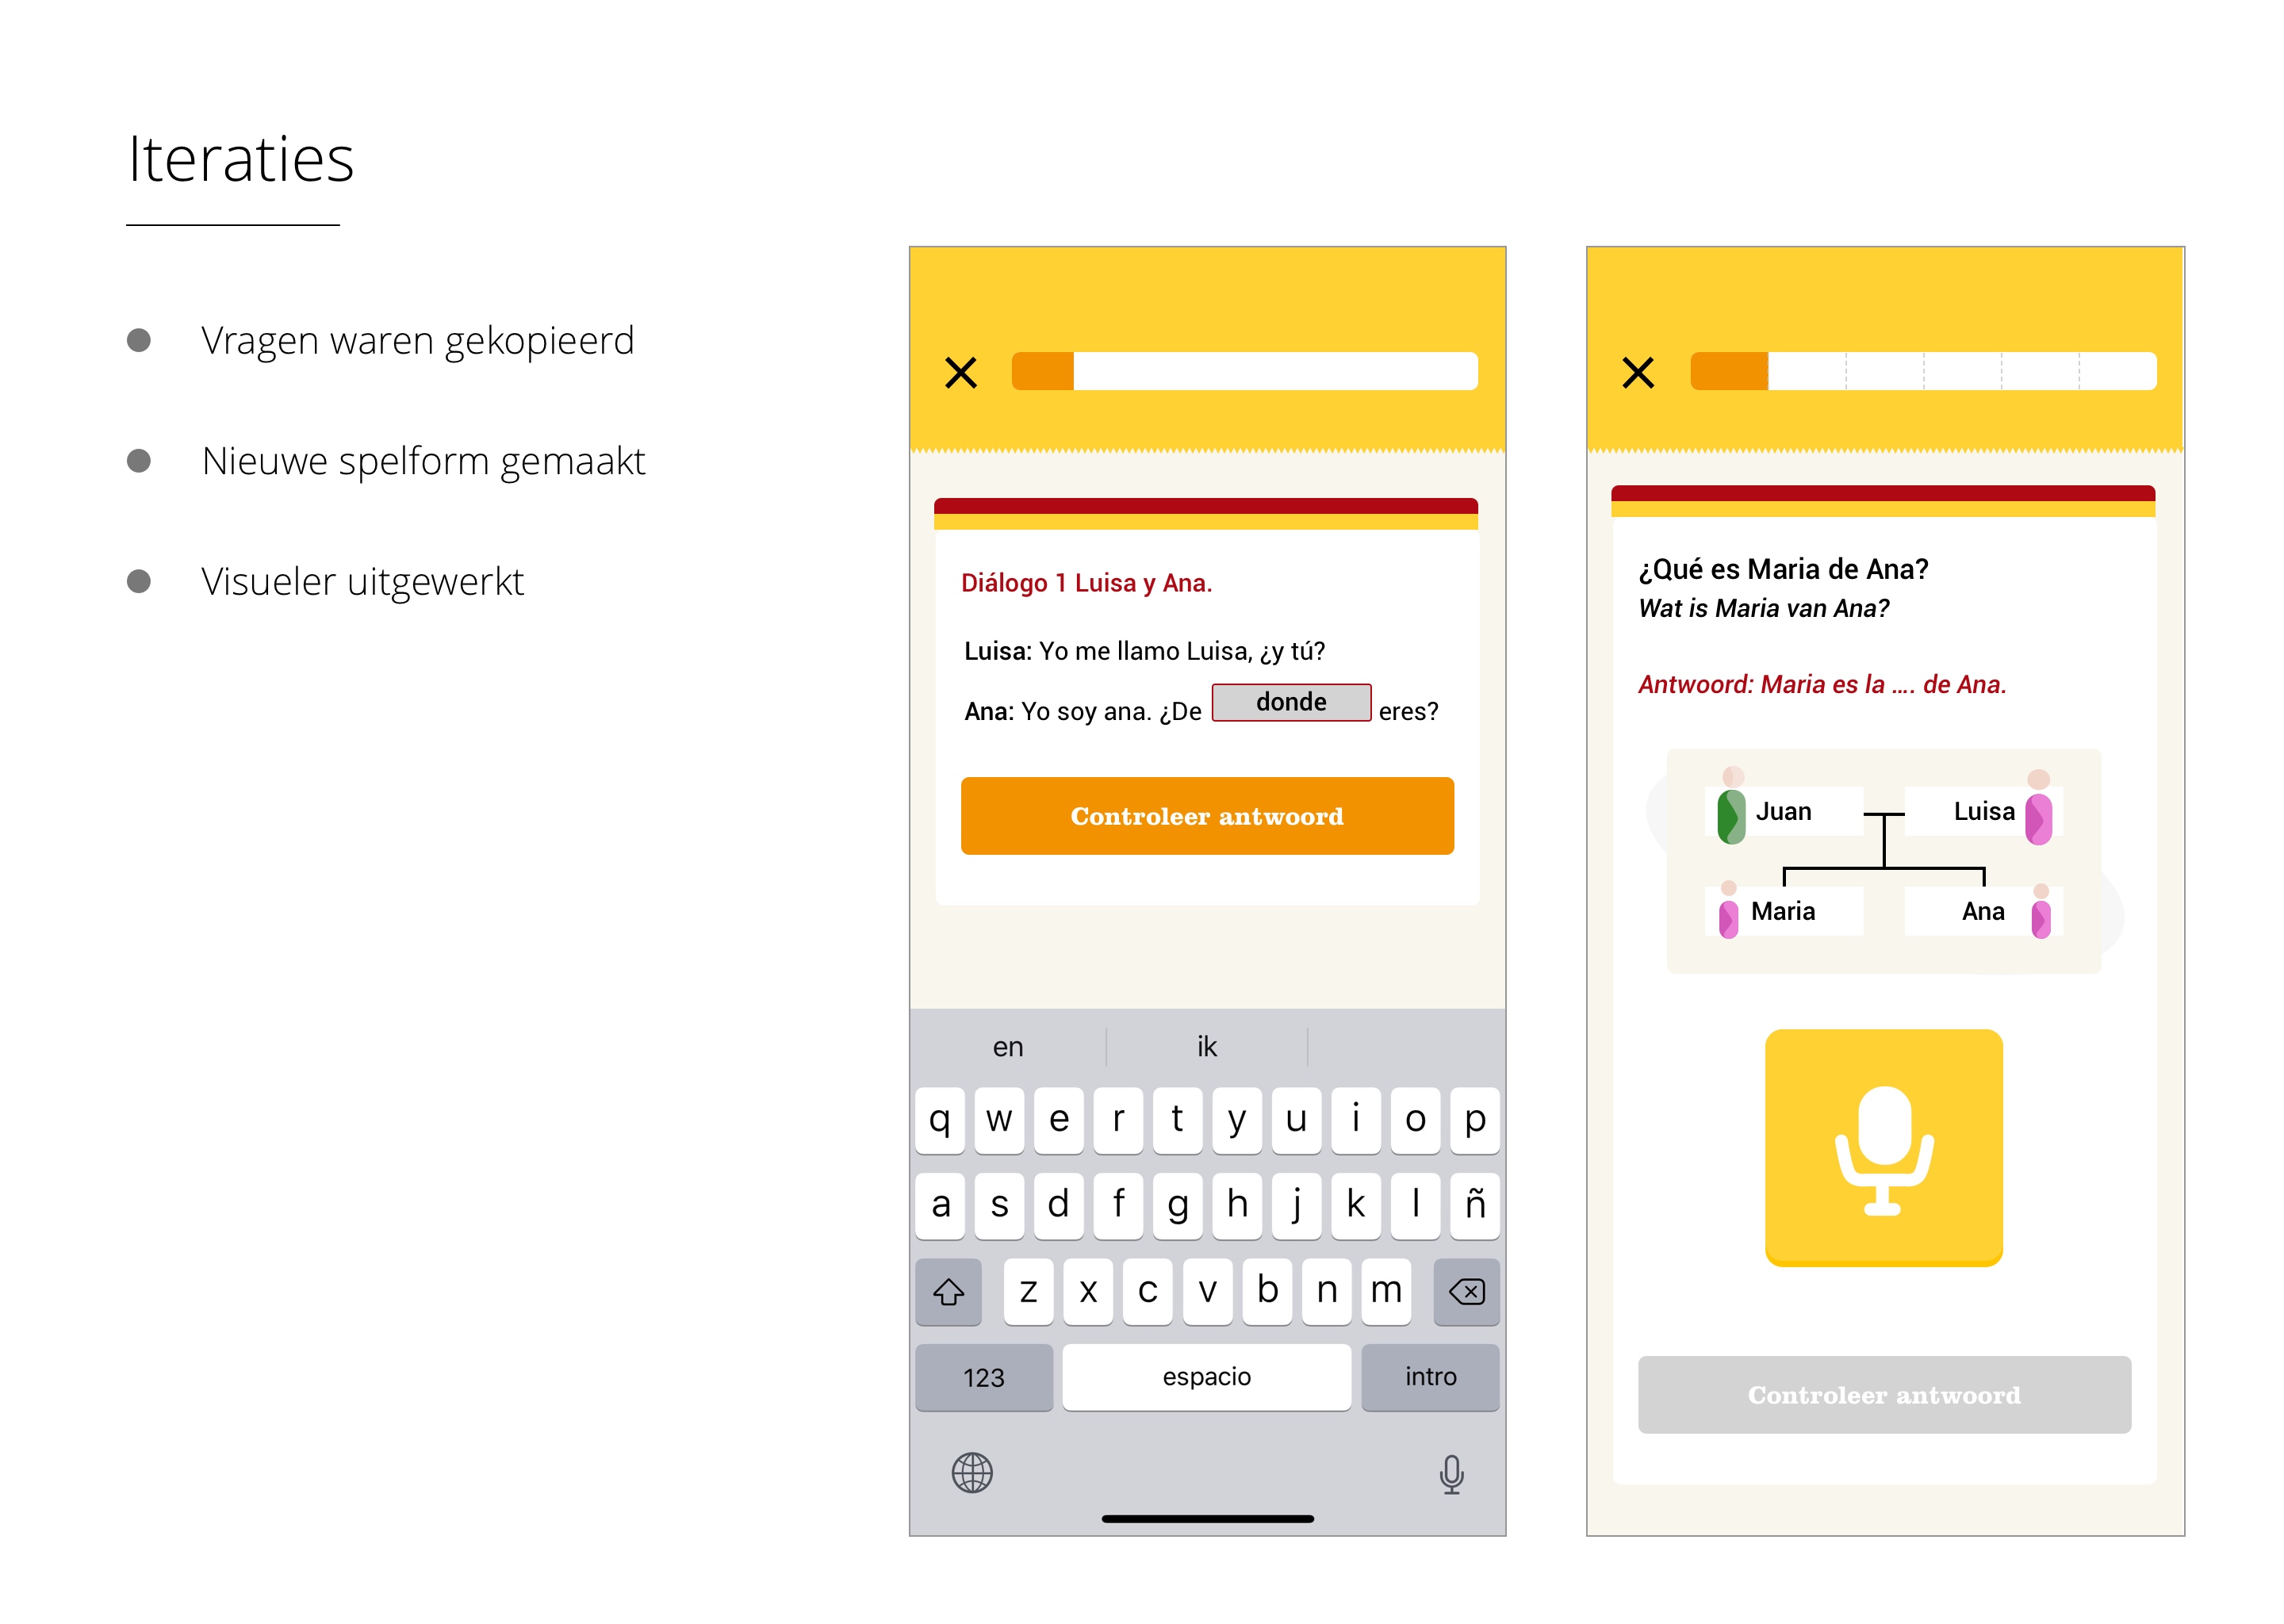 Iteraties
Vragen waren gekopieerd
Nieuwe spelform gemaakt
Visueler uitgewerkt
Diálogo 1 Luisa y Ana.
Luisa: Yo me llamo Luisa, ¿y tú?
Ana: Yo soy ana. ¿De donde eres?
Controleer antwoord
en ik
q w e r t y u i o p
a s d f g h j k l ñ
z x c v b n m
123 espacio intro
¿Qué es Maria de Ana?
Wat is Maria van Ana?
Antwoord: Maria es la .... de Ana.
Juan Luisa
Maria Ana
Controleer antwoord